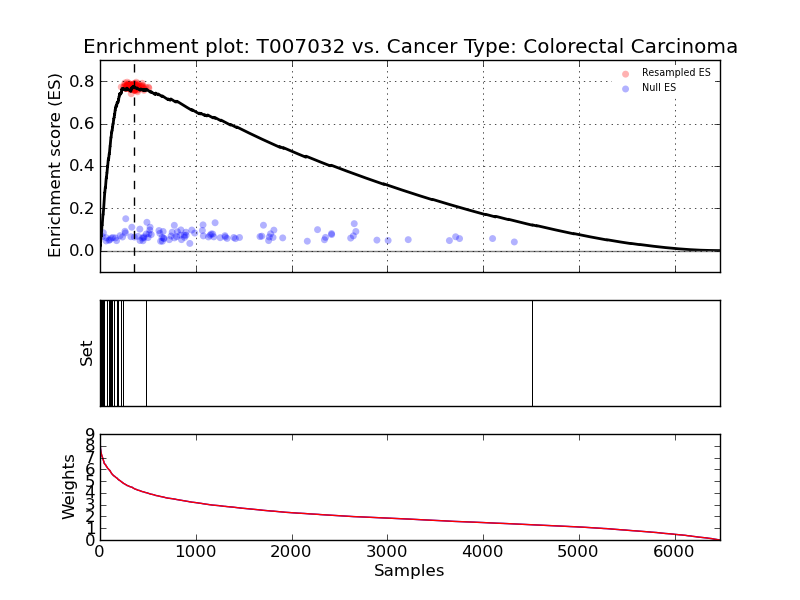 Enrichment plot: T007032 vs. Cancer Type: Colorectal Carcinoma
Enrichment score (ES)
0.8
0.6
0.4
0.2
0.0
Resampled ES
Null ES
Set
Weights
9
8
7
6
5
4
3
2
1
0
0 1000 2000 3000 4000 5000 6000
Samples